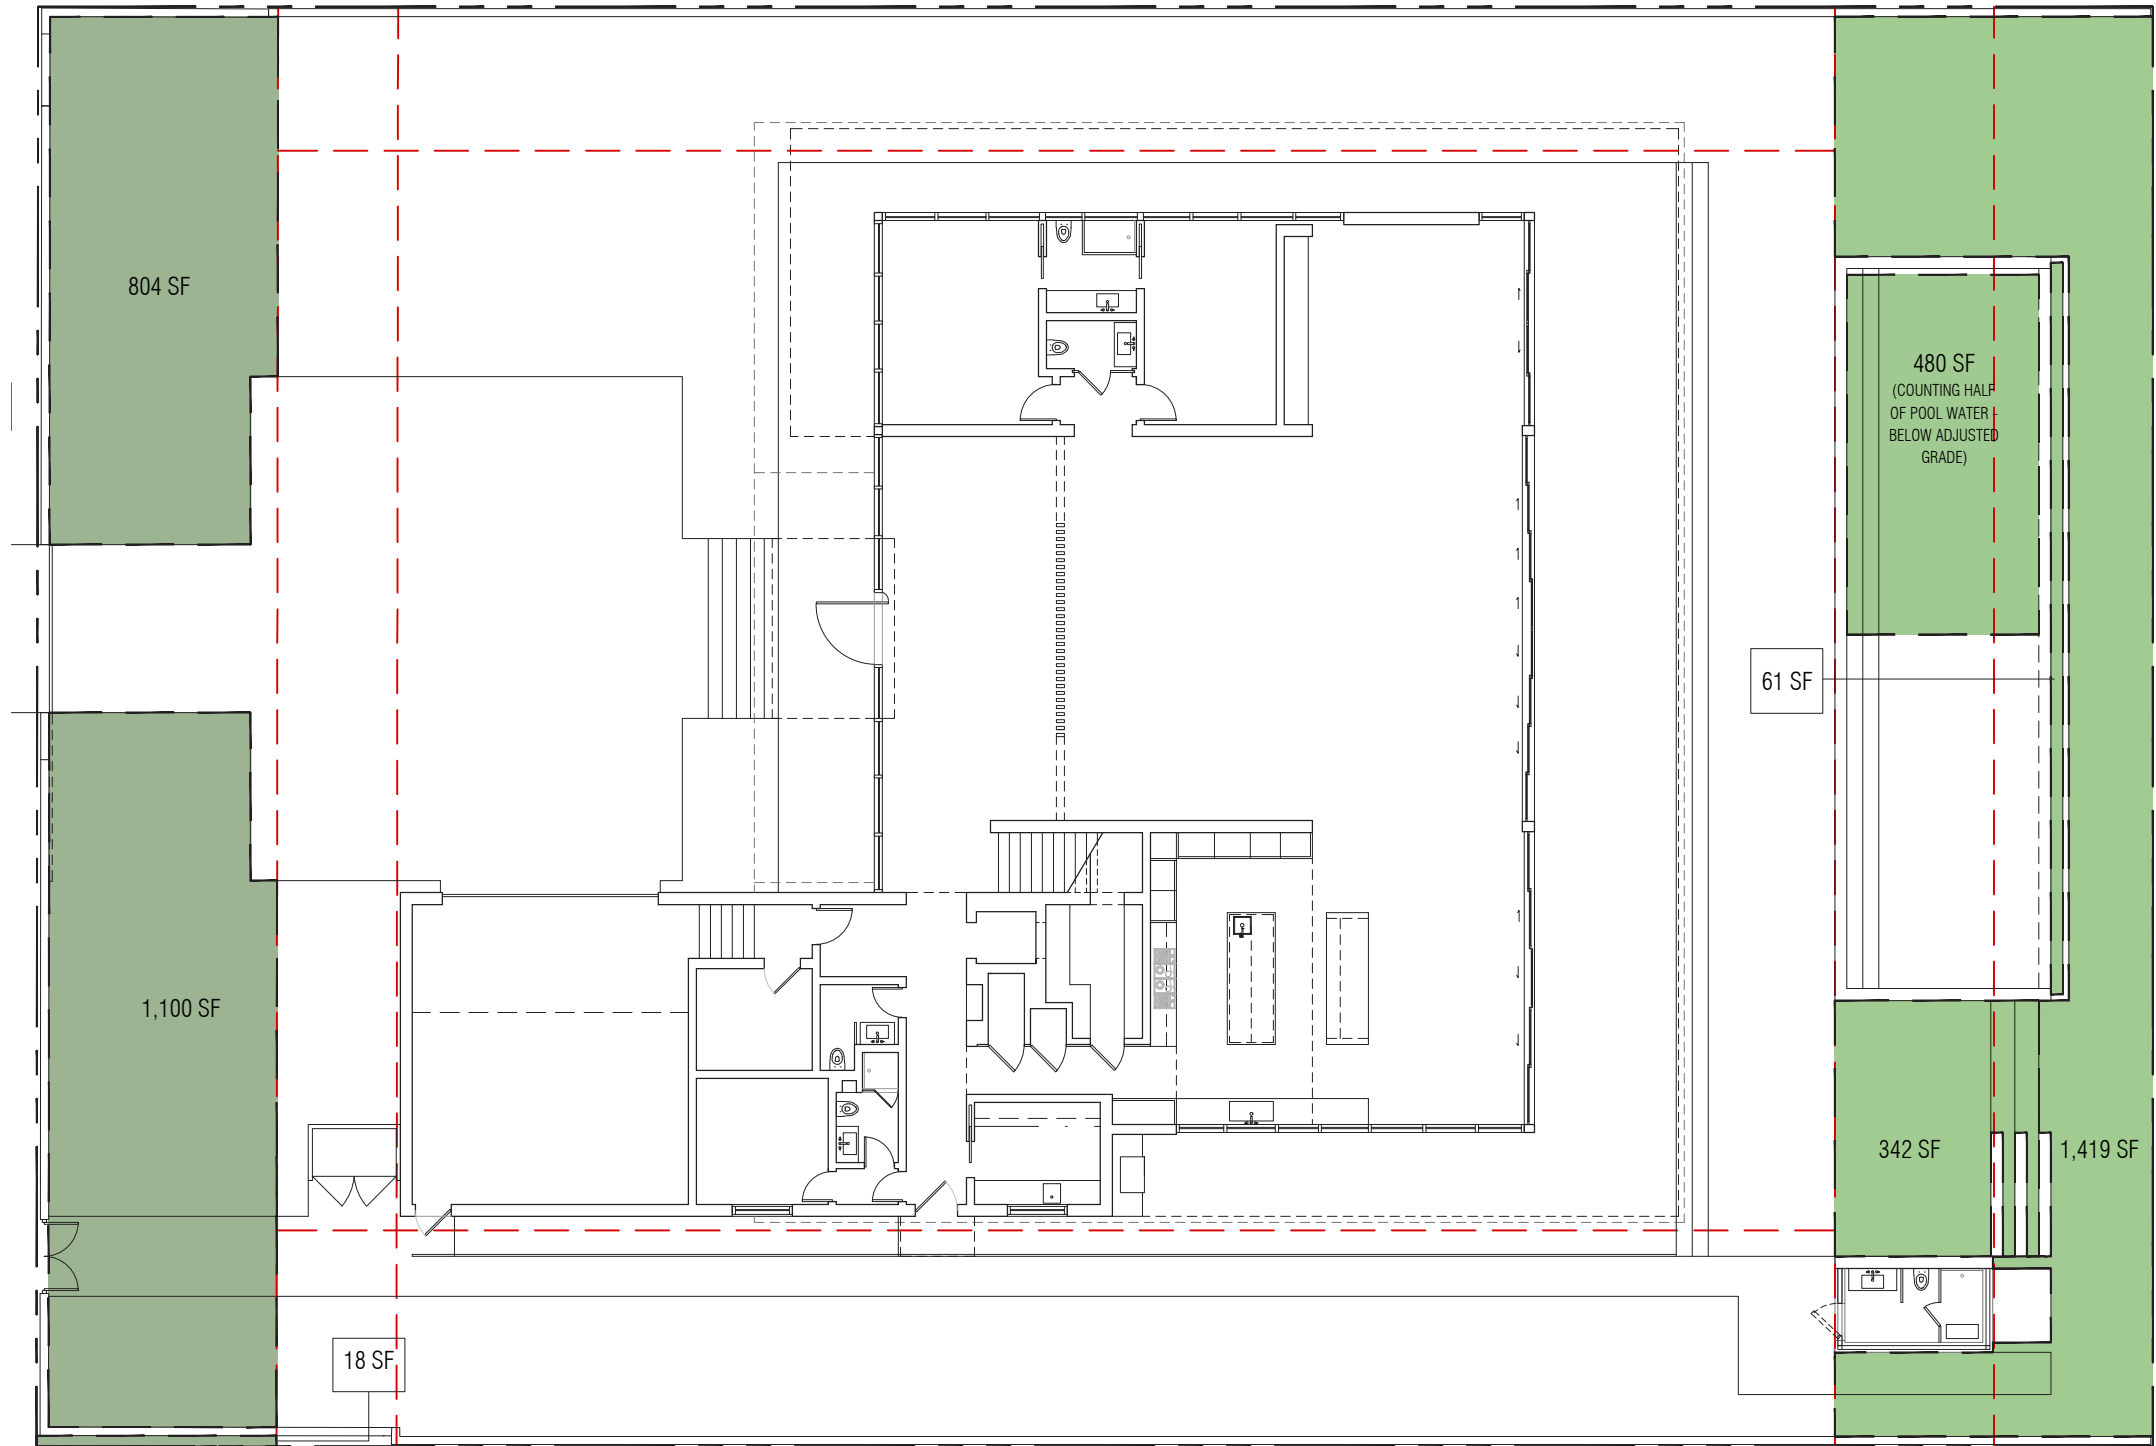 804 SF
480 SF
(COUNTING HALF
OF POOL WATER -
BELOW ADJUSTED
GRADE)
61 SF
1,100 SF
342 SF
1,419 SF
18 SF